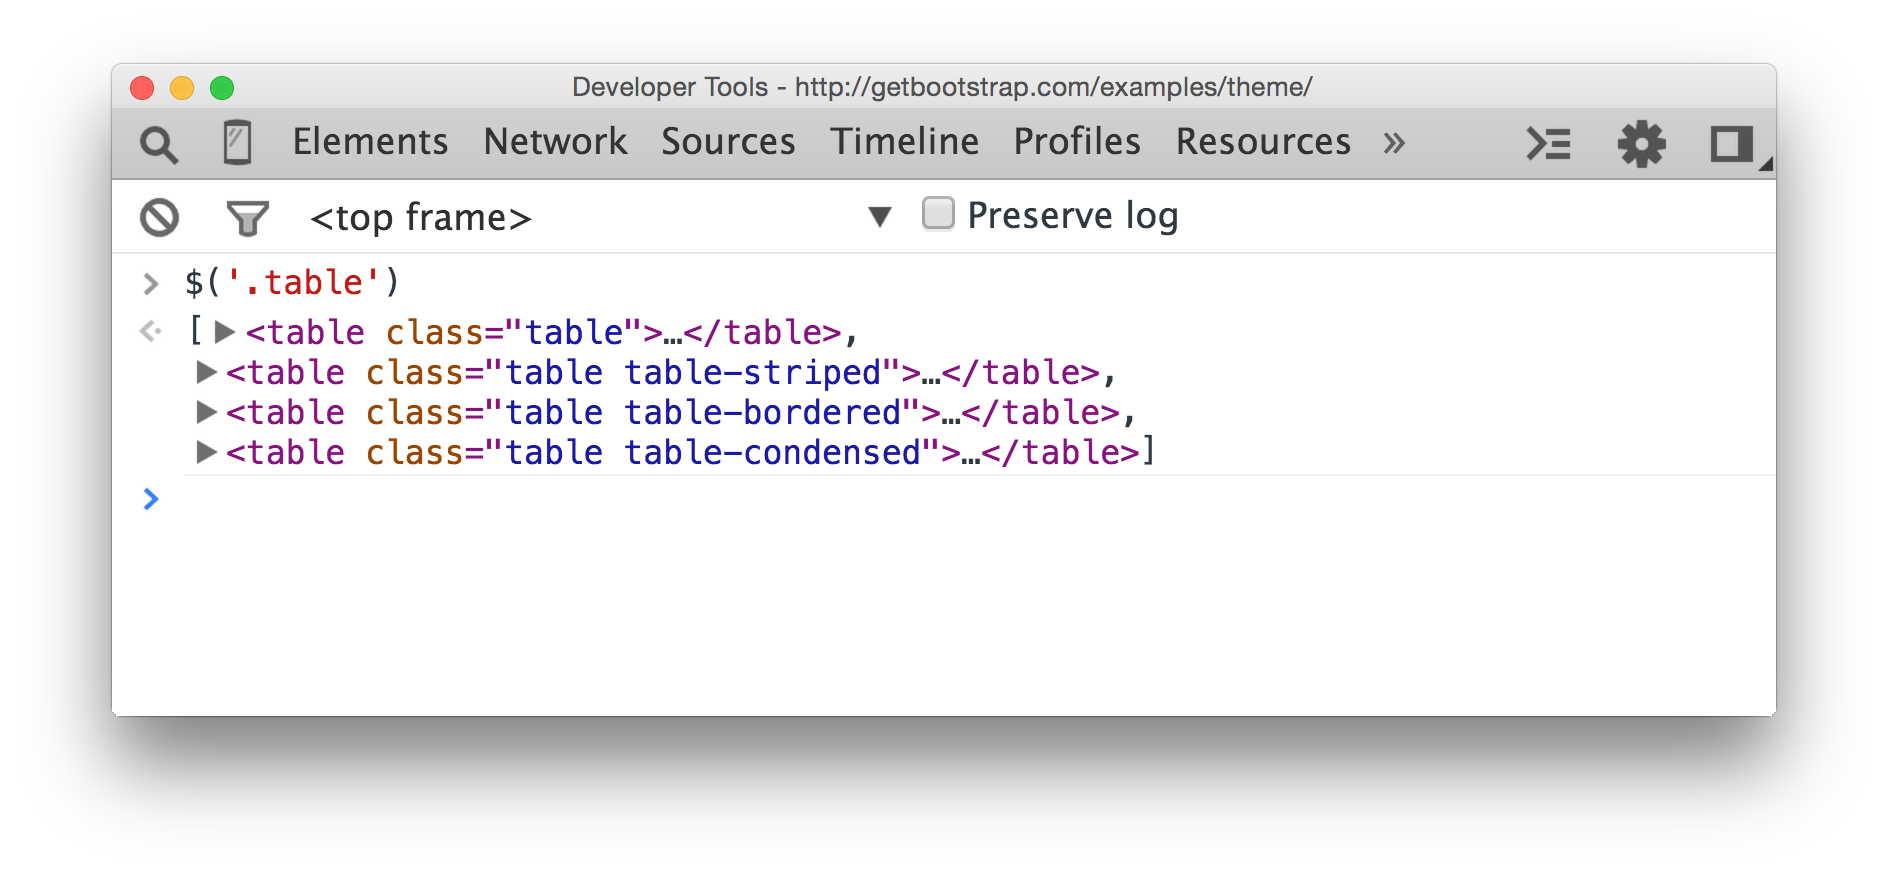 Developer Tools - http://getbootstrap.com/examples/theme/
Elements Network Sources Timeline Profiles Resources »
<top frame> ▼ Preserve log
$('.table')
[▶<table class="table">…</table>,
▶<table class="table table-striped">…</table>,
▶<table class="table table-bordered">…</table>,
▶<table class="table table-condensed">…</table>]